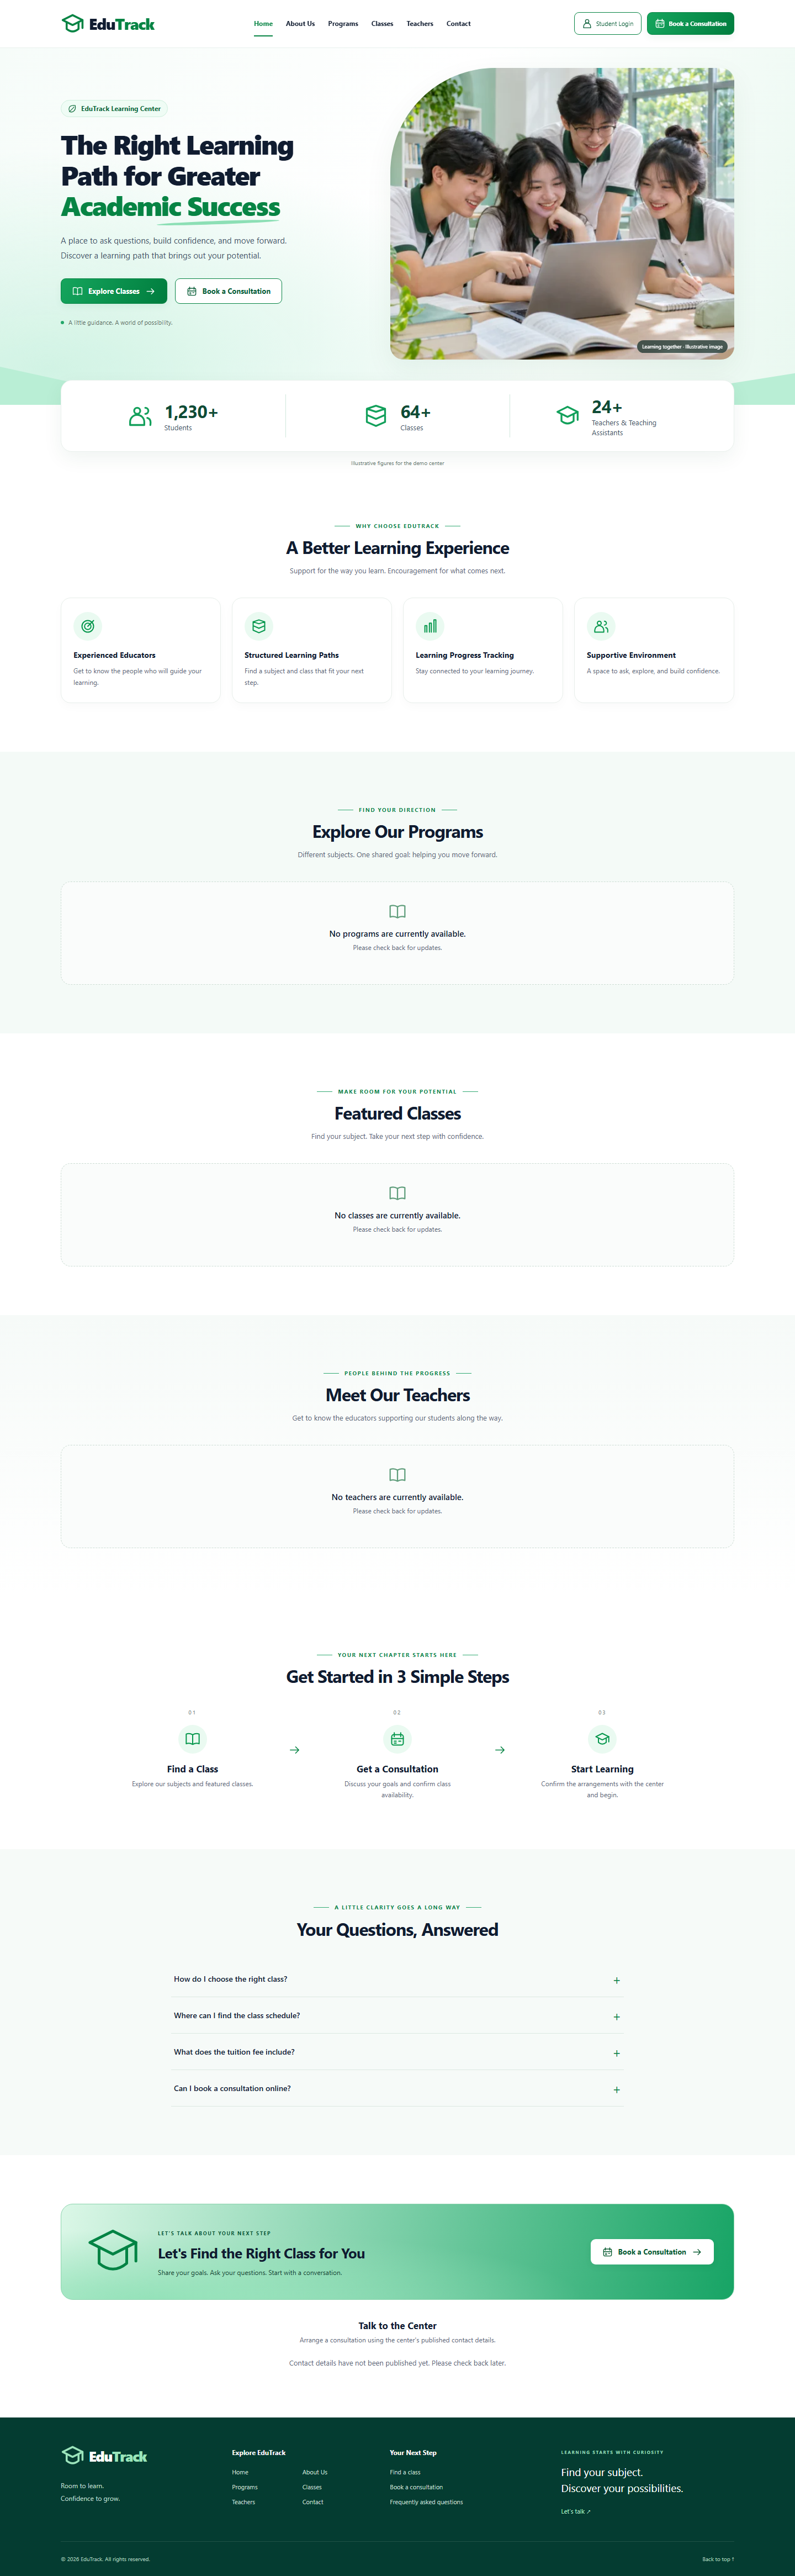 EduTrack
Home About Us Programs Classes Teachers Contact
Student Login
Book a Consultation
EduTrack Learning Center
The Right Learning
Path for Greater
Academic Success
A place to ask questions, build confidence, and move forward.
Discover a learning path that brings out your potential.
Explore Classes →
Book a Consultation
A little guidance. A world of possibility.
Learning together · Illustrative image
1,230+
Students
64+
Classes
24+
Teachers & Teaching
Assistants
Illustrative figures for the demo center
WHY CHOOSE EDUTRACK
A Better Learning Experience
Support for the way you learn. Encouragement for what comes next.
Experienced Educators
Get to know the people who will guide your
learning.
Structured Learning Paths
Find a subject and class that fit your next
step.
Learning Progress Tracking
Stay connected to your learning journey.
Supportive Environment
A space to ask, explore, and build confidence.
FIND YOUR DIRECTION
Explore Our Programs
Different subjects. One shared goal: helping you move forward.
No programs are currently available.
Please check back for updates.
MAKE ROOM FOR YOUR POTENTIAL
Featured Classes
Find your subject. Take your next step with confidence.
No classes are currently available.
Please check back for updates.
PEOPLE BEHIND THE PROGRESS
Meet Our Teachers
Get to know the educators supporting our students along the way.
No teachers are currently available.
Please check back for updates.
YOUR NEXT CHAPTER STARTS HERE
Get Started in 3 Simple Steps
01
Find a Class
Explore our subjects and featured classes.
→
02
Get a Consultation
Discuss your goals and confirm class
availability.
→
03
Start Learning
Confirm the arrangements with the center
and begin.
A LITTLE CLARITY GOES A LONG WAY
Your Questions, Answered
How do I choose the right class? +
Where can I find the class schedule? +
What does the tuition fee include? +
Can I book a consultation online? +
LET'S TALK ABOUT YOUR NEXT STEP
Let's Find the Right Class for You
Share your goals. Ask your questions. Start with a conversation.
Book a Consultation →
Talk to the Center
Arrange a consultation using the center's published contact details.
Contact details have not been published yet. Please check back later.
EduTrack
Room to learn.
Confidence to grow.
Explore EduTrack
Home About Us
Programs Classes
Teachers Contact
Your Next Step
Find a class
Book a consultation
Frequently asked questions
LEARNING STARTS WITH CURIOSITY
Find your subject.
Discover your possibilities.
Let's talk ↗
© 2026 EduTrack. All rights reserved.
Back to top ↑